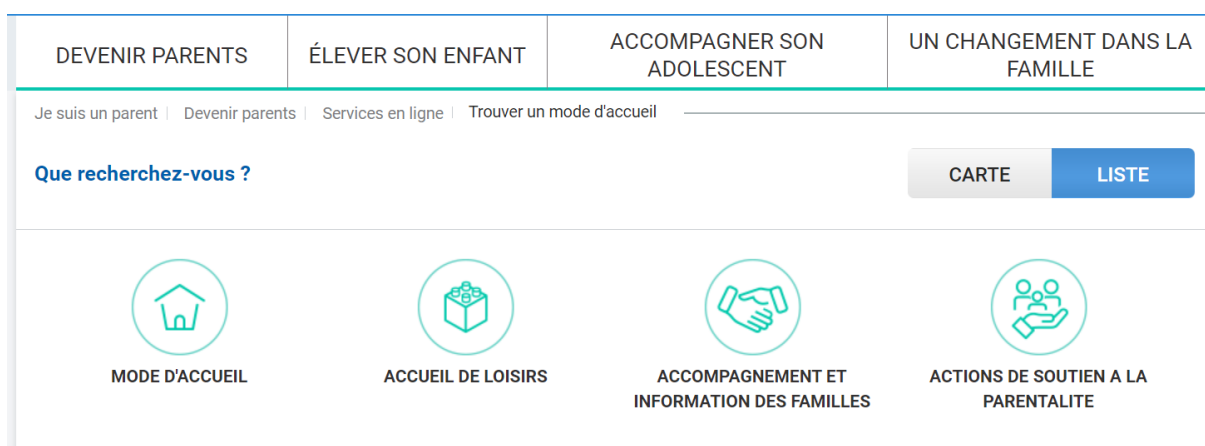 DEVENIR PARENTS
ÉLEVER SON ENFANT
ACCOMPAGNER SON
ADOLESCENT
UN CHANGEMENT DANS LA
FAMILLE
Je suis un parent
Devenir parents
Services en ligne
Trouver un mode d'accueil
Que recherchez-vous ?
CARTE
LISTE
MODE D'ACCUEIL
ACCUEIL DE LOISIRS
ACCOMPAGNEMENT ET
INFORMATION DES FAMILLES
ACTIONS DE SOUTIEN A LA
PARENTALITE